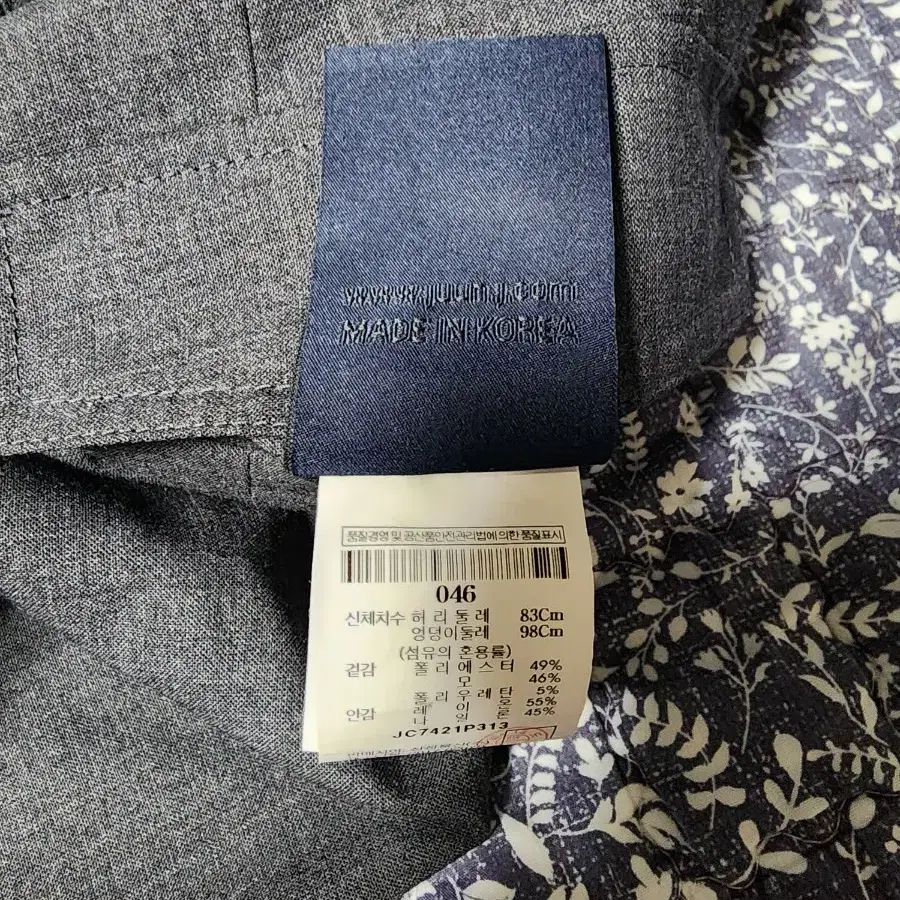 MADE IN KOREA
품질경영 및 공산품안전관리법에 의한 품질표시
046
신체치수 허 리 둘 레 83Cm
엉덩이둘레 98Cm
(섬유의 혼용률)
겉감 폴 리 에 스 터 49%
모 46%
폴 리 우 레 탄 5%
안감 레 이 온 55%
나 일 론 45%
JC7421P313